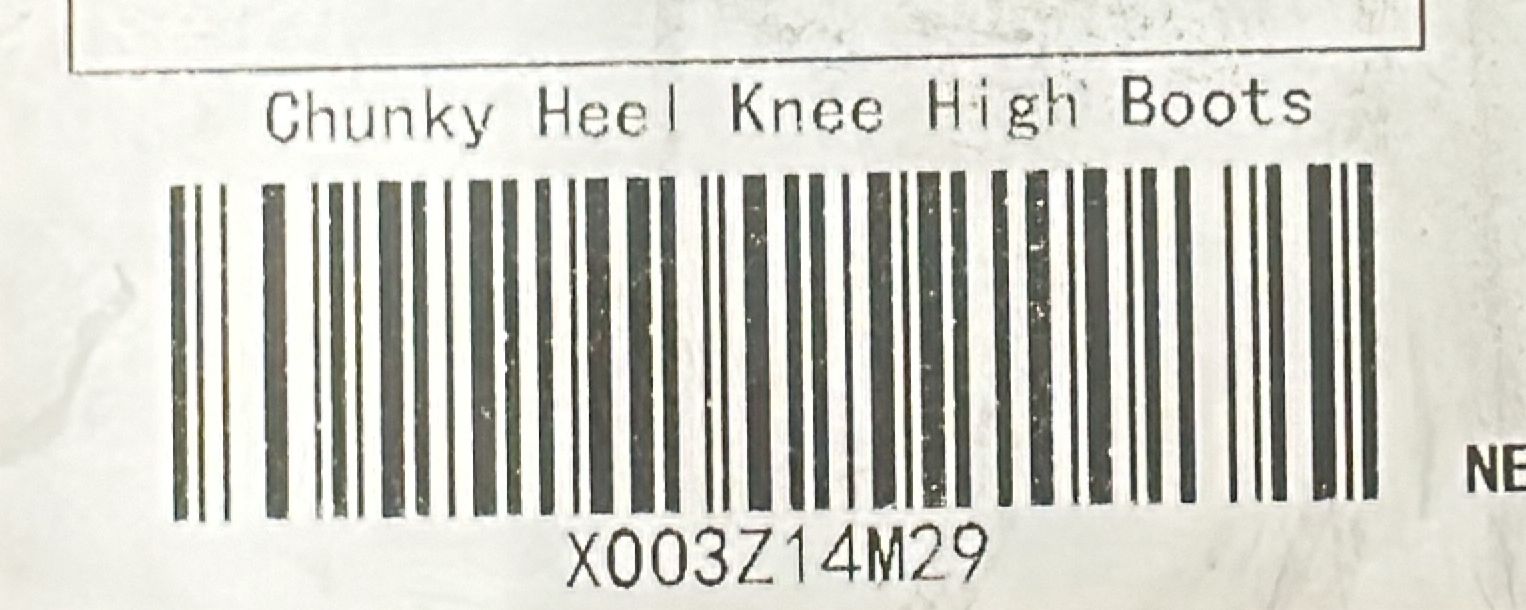 Chunky Heel Knee High Boots
NE
X003Z14M29